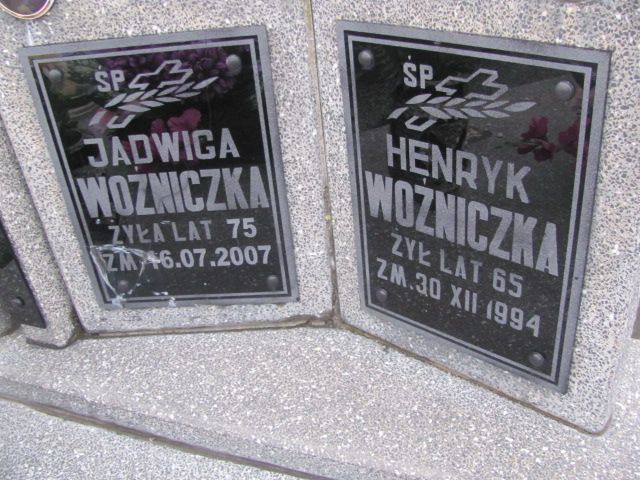 ŚP
JADWIGA
WOŹNICZKA
ŻYŁA LAT 75
ZM. 16.07.2007
ŚP
HENRYK
WOŹNICZKA
ŻYŁ LAT 65
ZM. 30 XII 1994